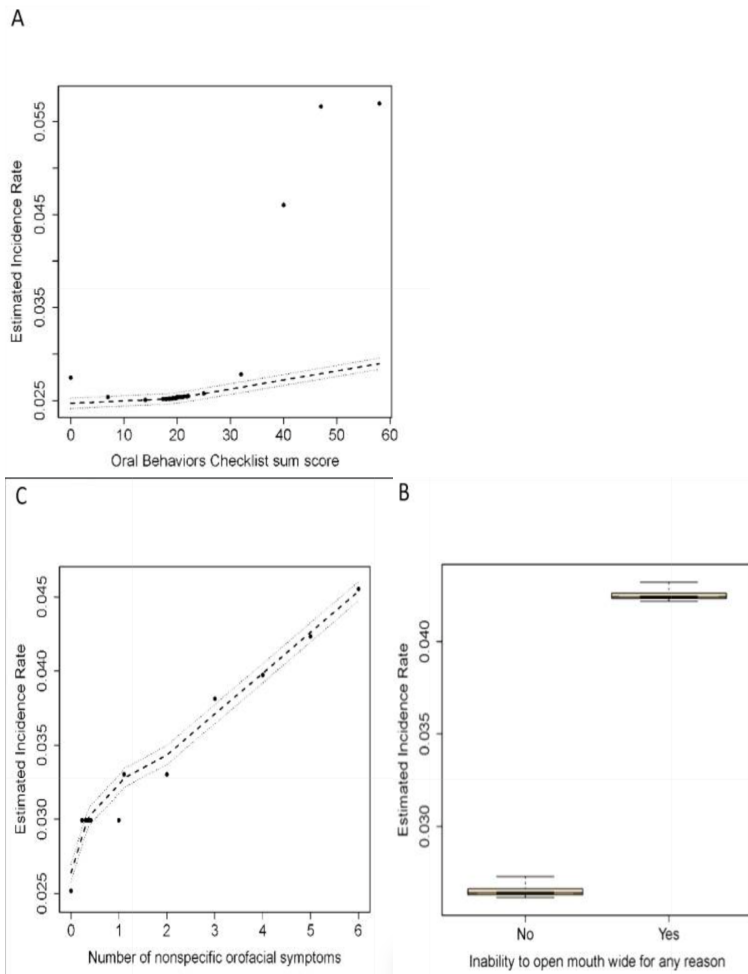 A
Estimated Incidence Rate
0.055
0.045
0.035
0.025
0 10 20 30 40 50 60
Oral Behaviors Checklist sum score
C
Estimated Incidence Rate
0.045
0.040
0.035
0.030
0.025
0 1 2 3 4 5 6
Number of nonspecific orofacial symptoms
B
Estimated Incidence Rate
0.040
0.035
0.030
No Yes
Inability to open mouth wide for any reason